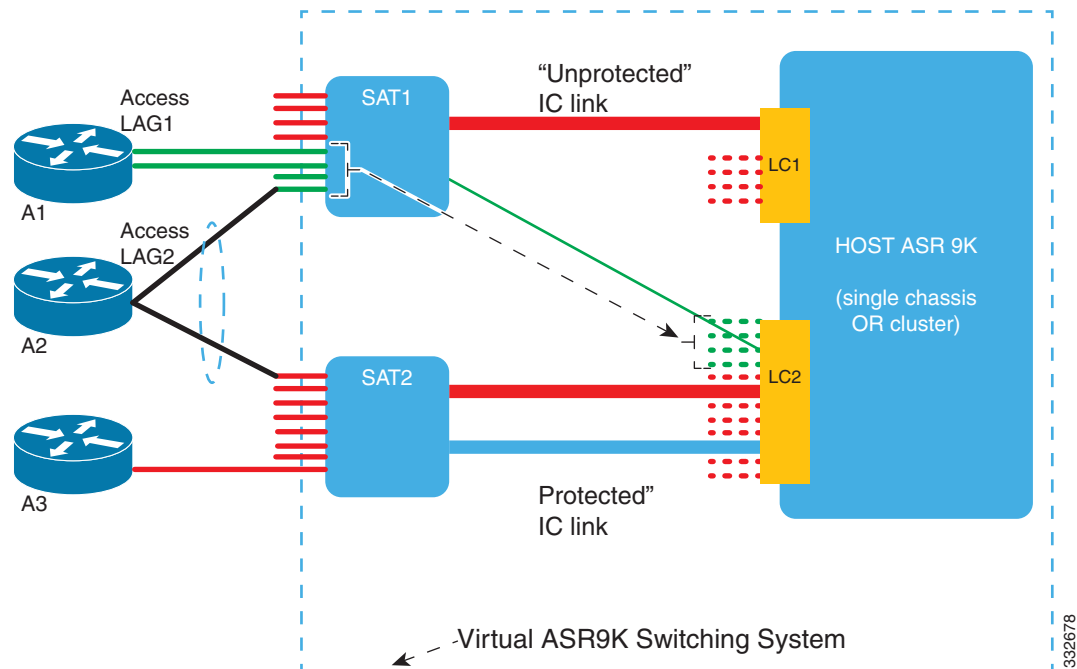 Access
LAG1
A1
Access
LAG2
A2
A3
SAT1
SAT2
“Unprotected”
IC link
Protected”
IC link
LC1
LC2
HOST ASR 9K
(single chassis
OR cluster)
Virtual ASR9K Switching System
332678